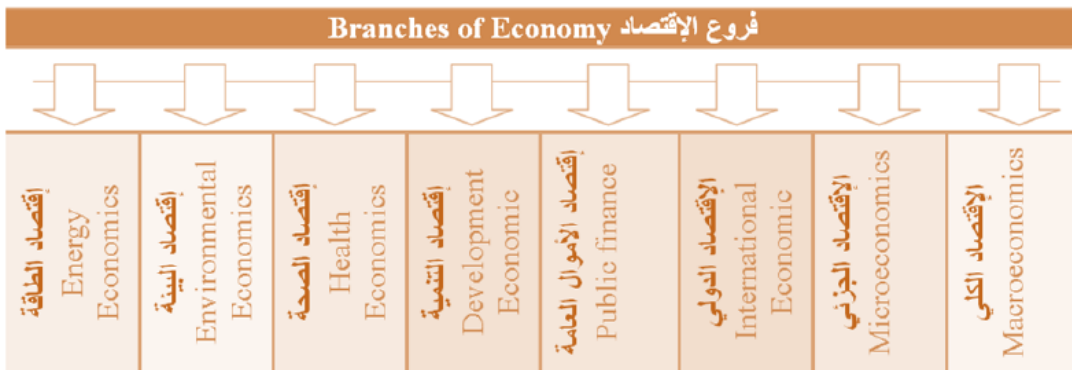 Branches of Economy فروع الإقتصاد
إقتصاد الطاقة
Energy
Economics
إقتصاد البيئة
Environmental
Economics
إقتصاد الصحة
Health
Economics
إقتصاد التنمية
Development
Economic
إقتصاد الأموال العامة
Public finance
الإقتصاد الدولي
International
Economic
الإقتصاد الجزئي
Microeconomics
الإقتصاد الكلي
Macroeconomics